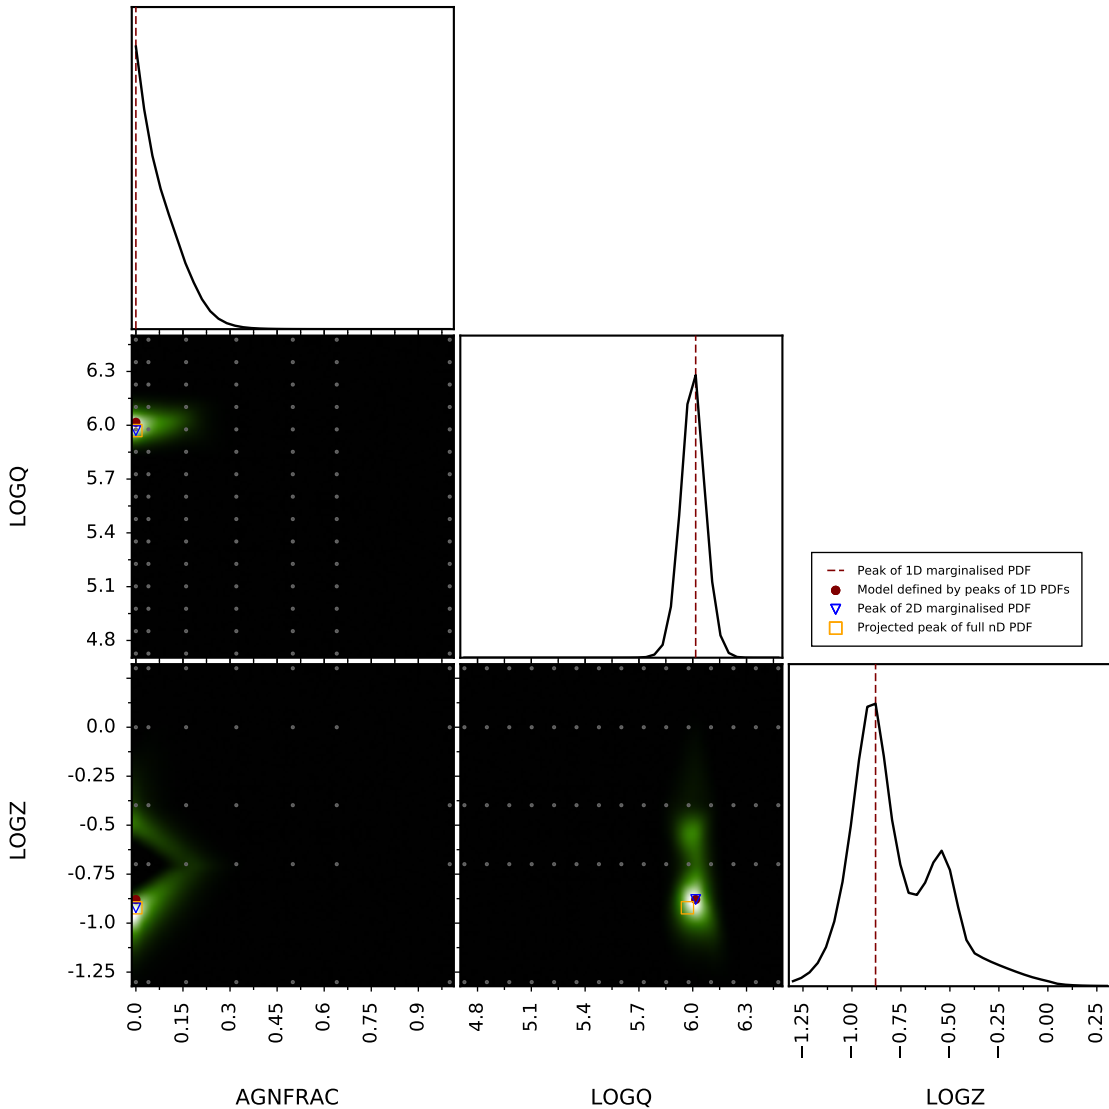 6.3
6.0
5.7
5.4
5.1
4.8
LOGQ
Peak of 1D marginalised PDF
Model defined by peaks of 1D PDFs
Peak of 2D marginalised PDF
Projected peak of full nD PDF
0.0
-0.25
-0.5
-0.75
-1.0
-1.25
LOGZ
0.0 0.15 0.3 0.45 0.6 0.75 0.9
4.8 5.1 5.4 5.7 6.0 6.3
−1.25 −1.00 −0.75 −0.50 −0.25 0.00 0.25
AGNFRAC LOGQ LOGZ